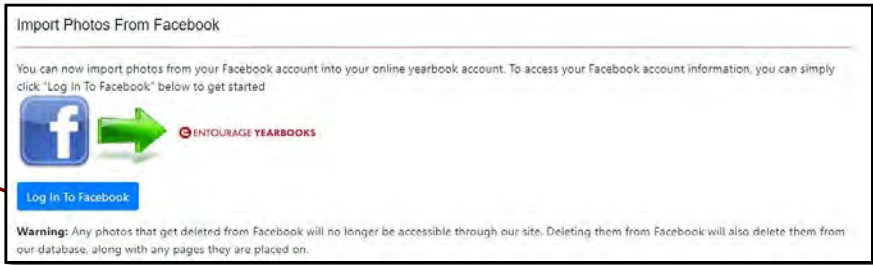 Import Photos From Facebook
You can now import photos from your Facebook account into your online yearbook account. To access your Facebook account information, you can simply
click "Log In To Facebook" below to get started
f
ENTOURAGE YEARBOOKS
Log In To Facebook
Warning: Any photos that get deleted from Facebook will no longer be accessible through our site. Deleting them from Facebook will also delete them from
our database, along with any pages they are placed on.